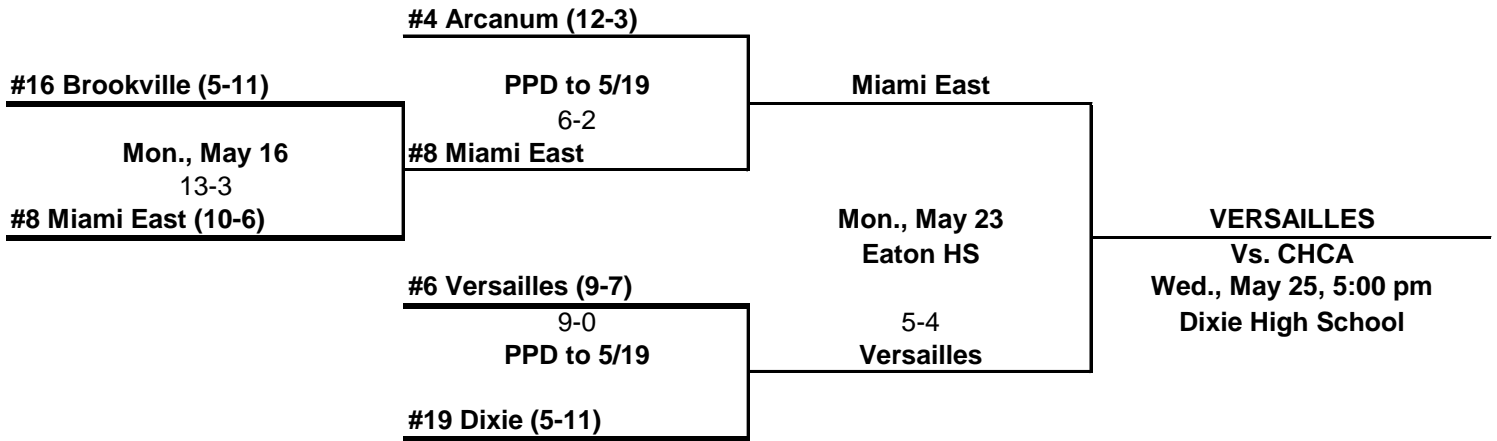 #4 Arcanum (12-3)
#16 Brookville (5-11)
PPD to 5/19
Miami East
6-2
Mon., May 16
#8 Miami East
13-3
#8 Miami East (10-6)
Mon., May 23
VERSAILLES
Eaton HS
Vs. CHCA
#6 Versailles (9-7)
Wed., May 25, 5:00 pm
9-0
5-4
Dixie High School
PPD to 5/19
Versailles
#19 Dixie (5-11)